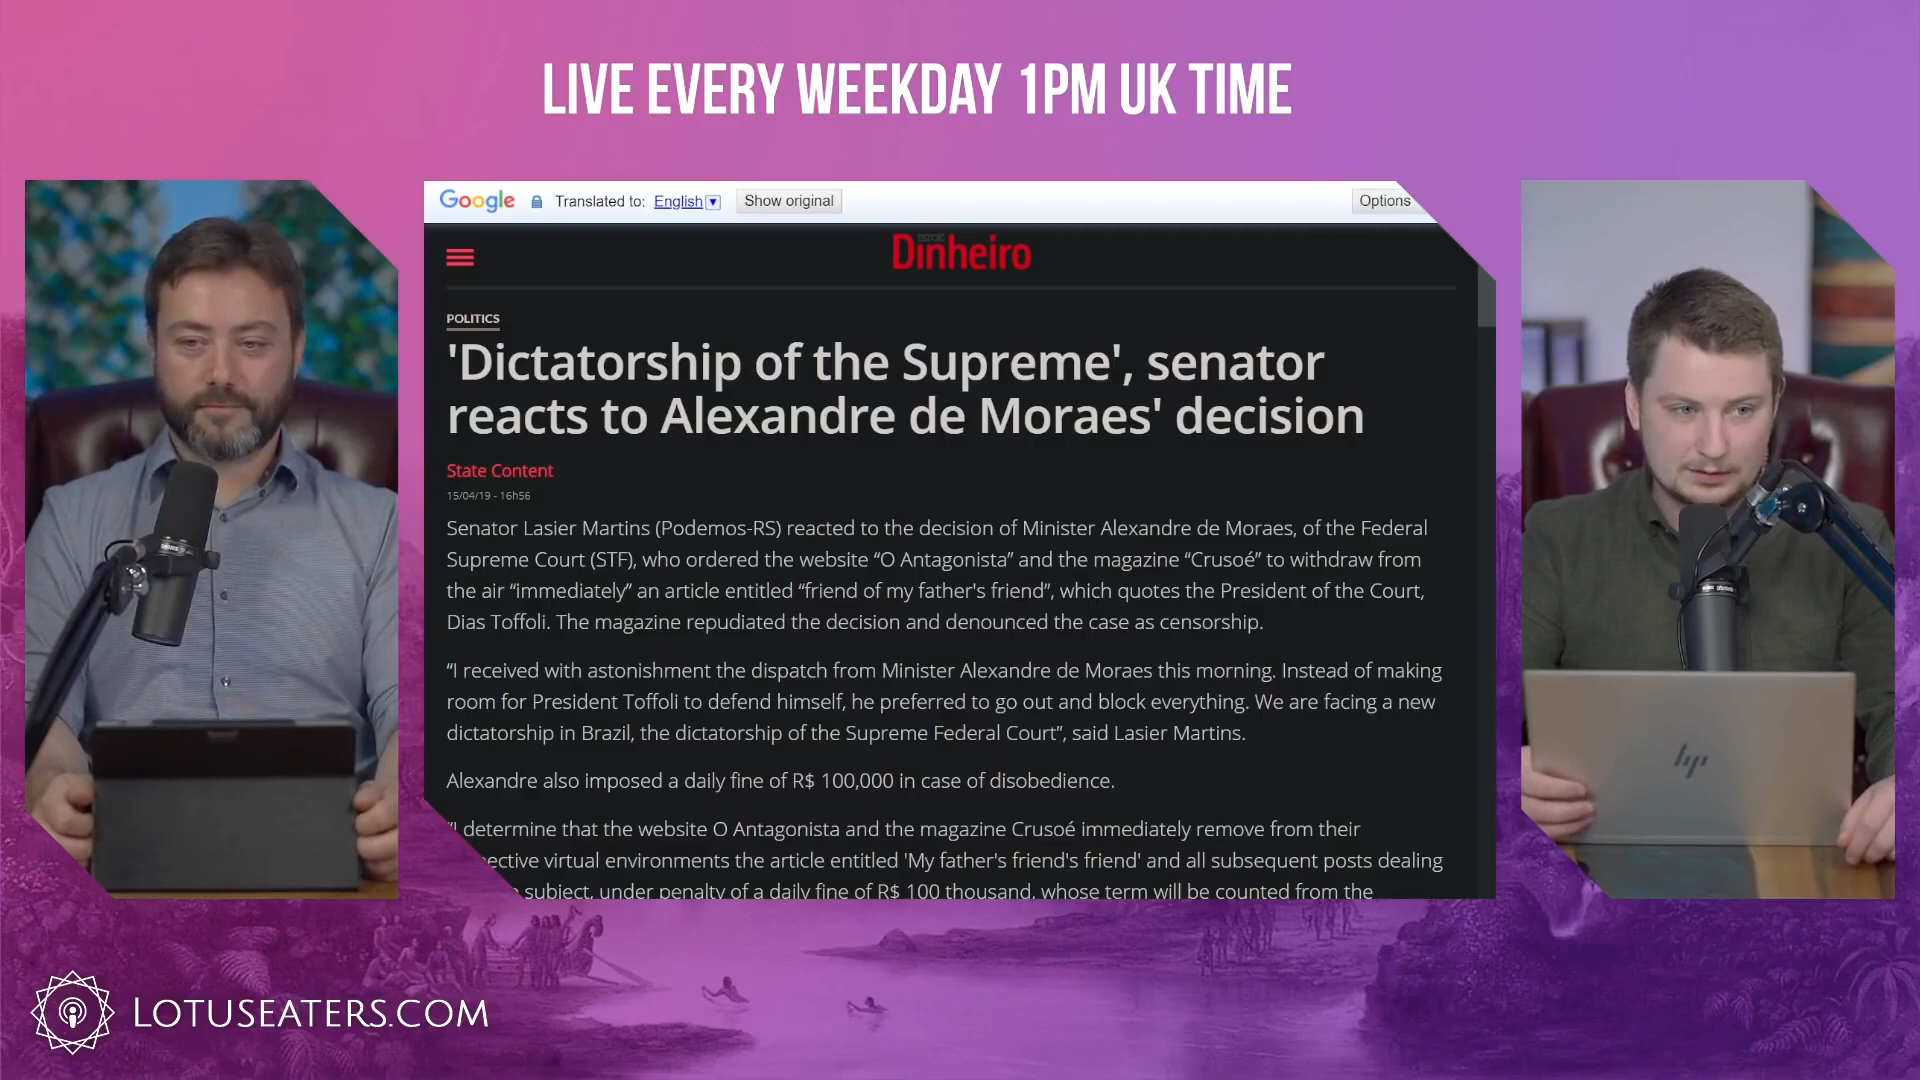 LIVE EVERY WEEKDAY 1PM UK TIME
Google Translated to: English Show original Options
Dinheiro
POLITICS
'Dictatorship of the Supreme', senator
reacts to Alexandre de Moraes' decision
State Content
15/04/19 - 16h56
Senator Lasier Martins (Podemos-RS) reacted to the decision of Minister Alexandre de Moraes, of the Federal
Supreme Court (STF), who ordered the website “O Antagonista” and the magazine “Crusoé” to withdraw from
the air “immediately” an article entitled “friend of my father's friend”, which quotes the President of the Court,
Dias Toffoli. The magazine repudiated the decision and denounced the case as censorship.
“I received with astonishment the dispatch from Minister Alexandre de Moraes this morning. Instead of making
room for President Toffoli to defend himself, he preferred to go out and block everything. We are facing a new
dictatorship in Brazil, the dictatorship of the Supreme Federal Court”, said Lasier Martins.
Alexandre also imposed a daily fine of R$ 100,000 in case of disobedience.
“I determine that the website O Antagonista and the magazine Crusoé immediately remove from their
virtual environments the article entitled 'My father's friend's friend' and all subsequent posts dealing
subject, under penalty of a daily fine of R$ 100 thousand, whose term will be counted from the
hp
LOTUSEATERS.COM